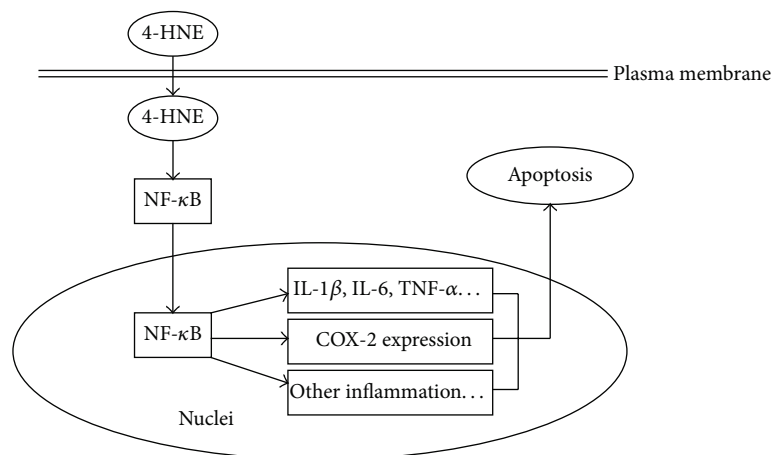 4-HNE
Plasma membrane
4-HNE
Apoptosis
NF-κB
IL-1β, IL-6, TNF-α...
NF-κB
COX-2 expression
Other inflammation...
Nuclei